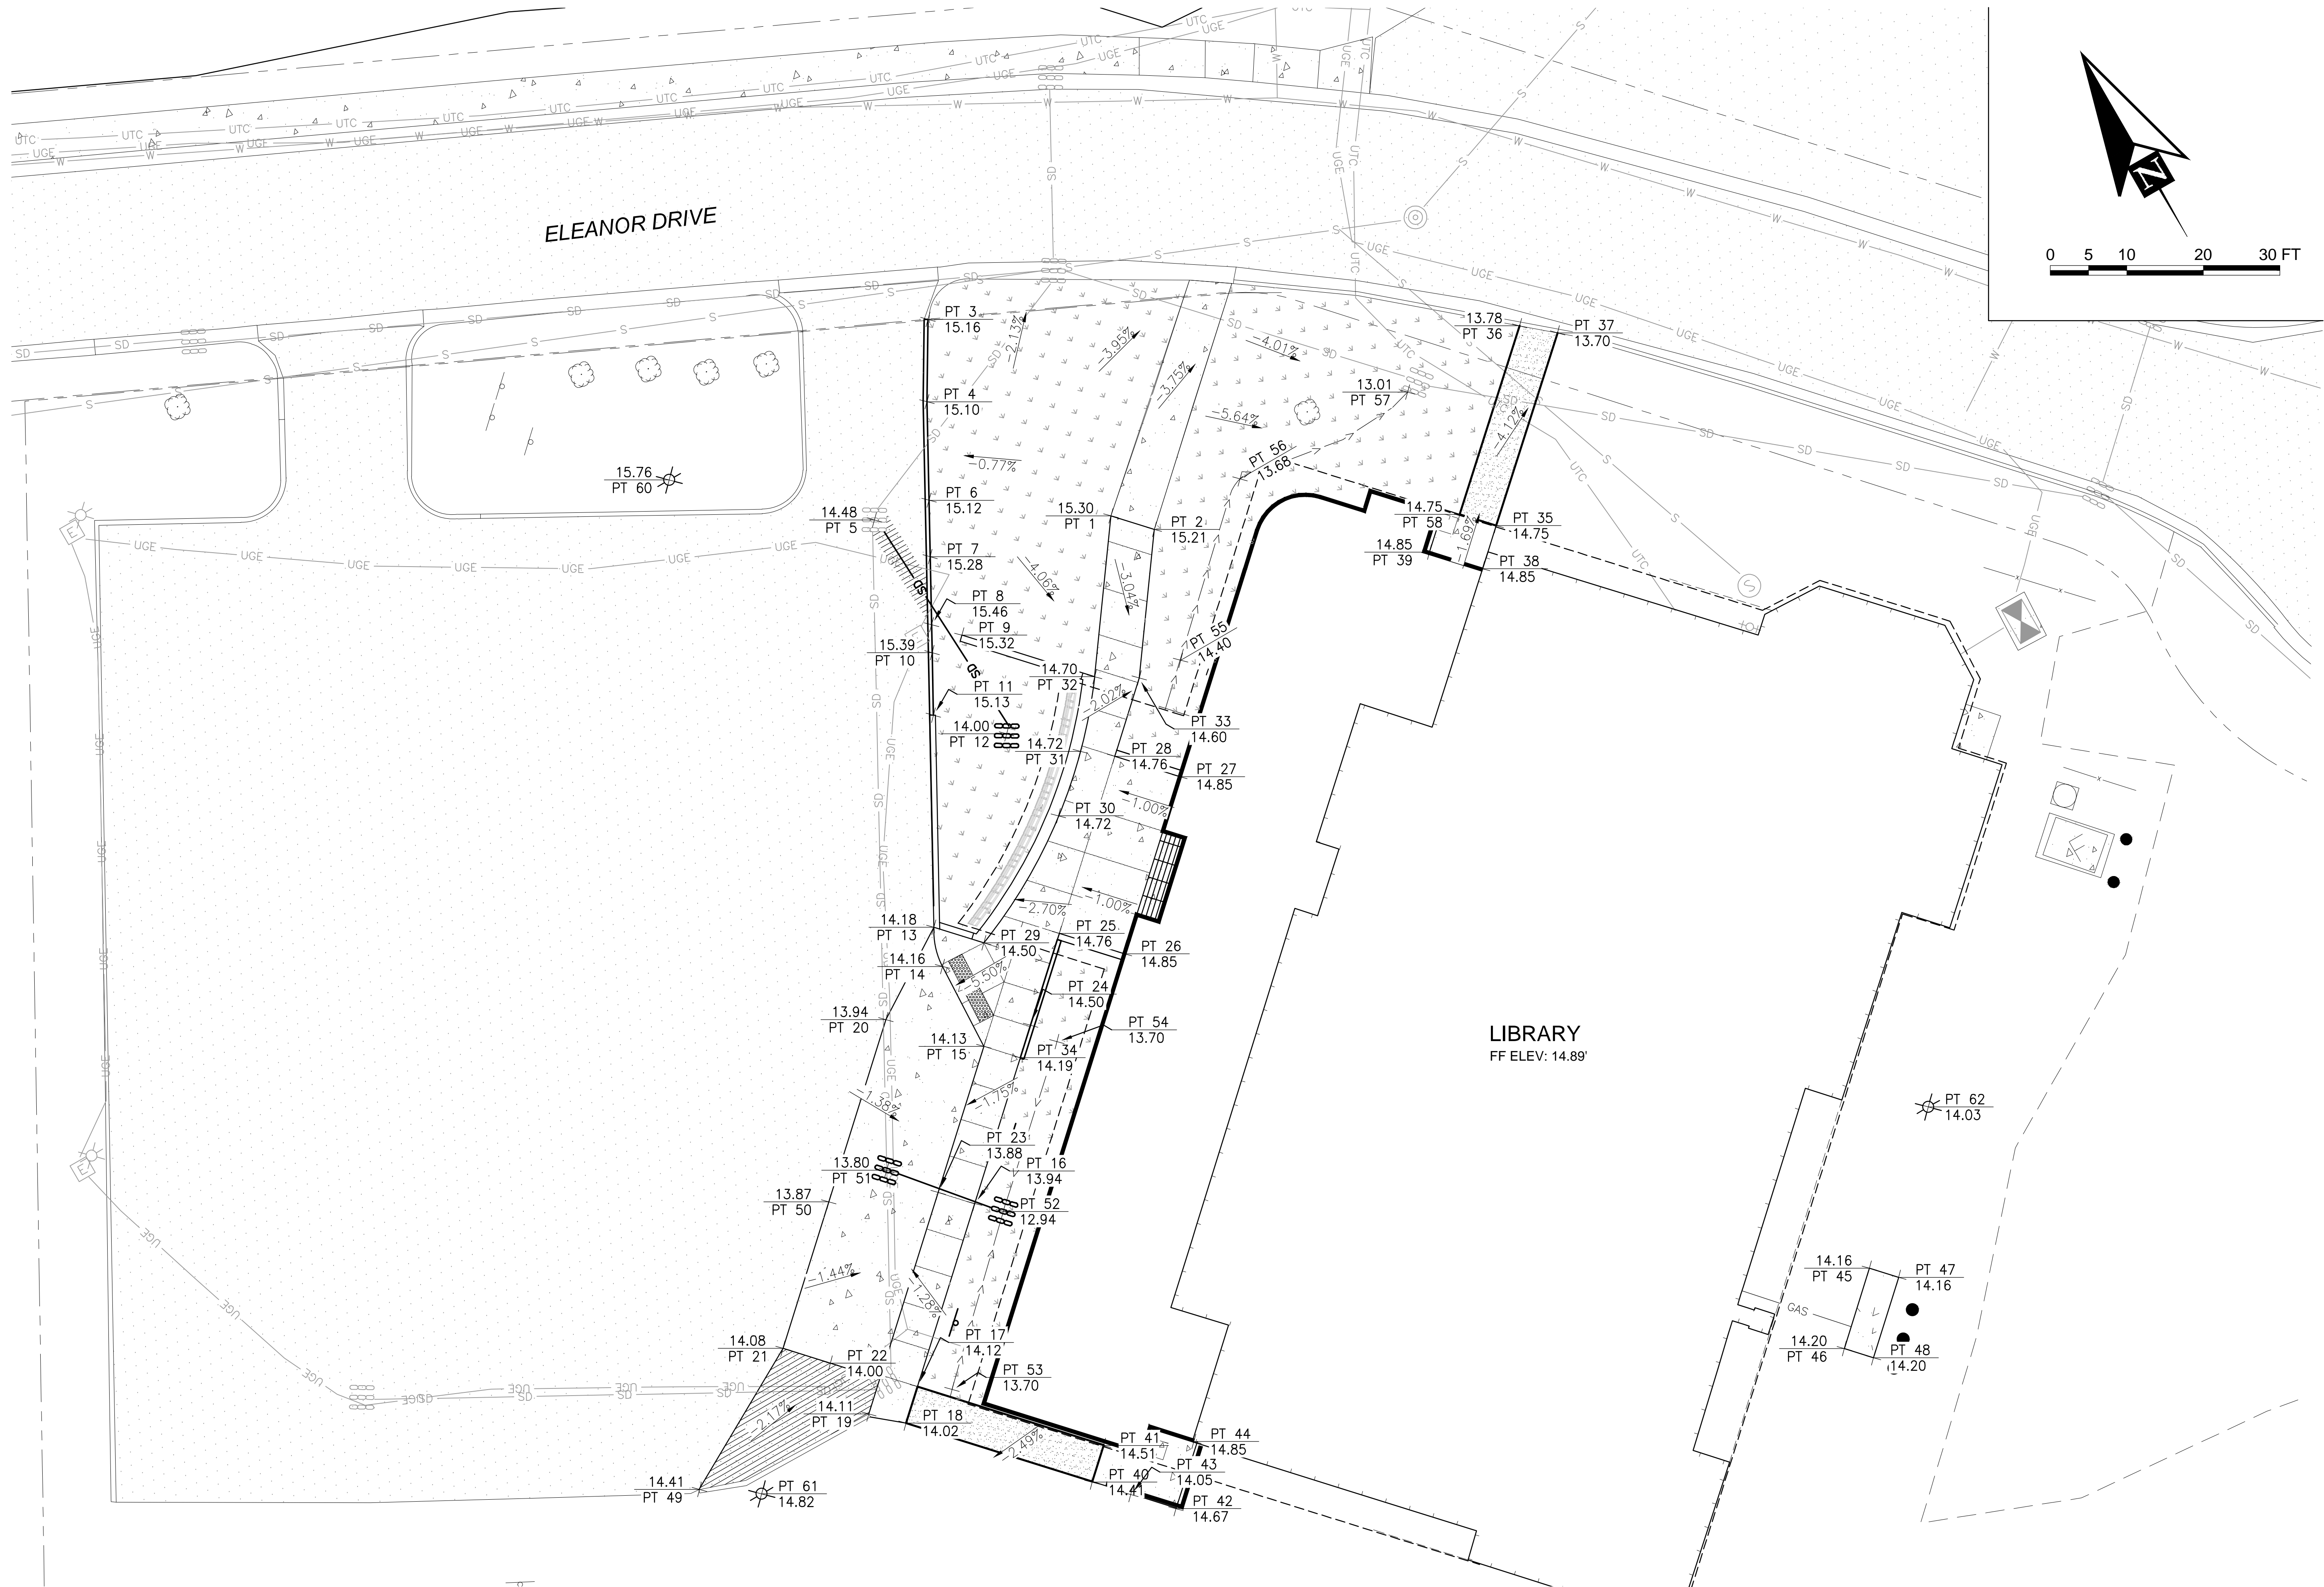 ELEANOR DRIVE
N
0 5 10 20 30 FT
PT 3
15.16
-2.13%
-3.95%
-3.75%
-4.01%
13.78
PT 36
PT 37
13.70
PT 4
15.10
13.01
PT 57
-5.64%
-4.12%
-0.77%
PT 56
13.68
15.76
PT 60
PT 6
15.12
14.48
PT 5
15.30
PT 1
PT 2
15.21
14.75
PT 58
PT 35
14.75
-1.69%
14.85
PT 39
PT 38
14.85
PT 7
15.28
-4.06%
-3.04%
SD
PT 8
15.46
PT 9
15.32
15.39
PT 10
PT 55
14.40
SD
14.70
PT 32
-2.02%
PT 11
15.13
PT 33
14.60
14.00
PT 12
14.72
PT 31
PT 28
14.76
PT 27
14.85
-1.00%
PT 30
14.72
-1.00%
-2.70%
14.18
PT 13
PT 29
14.50
PT 25
14.76
PT 26
14.85
14.16
PT 14
-5.50%
PT 24
14.50
13.94
PT 20
PT 54
13.70
14.13
PT 15
PT 34
14.19
LIBRARY
FF ELEV: 14.89'
-1.38%
-1.75%
PT 62
14.03
PT 23
13.88
13.80
PT 51
PT 16
13.94
13.87
PT 50
PT 52
12.94
-1.44%
-1.28%
14.16
PT 45
PT 47
14.16
GAS
14.20
PT 46
PT 48
14.20
14.08
PT 21
PT 22
14.00
PT 17
14.12
PT 53
13.70
-2.17%
14.11
PT 19
PT 18
14.02
-2.49%
PT 41
14.51
PT 44
14.85
PT 40
14.41
PT 43
14.05
PT 42
14.67
14.41
PT 49
PT 61
14.82
UTC
UGE
W
S
SD
E